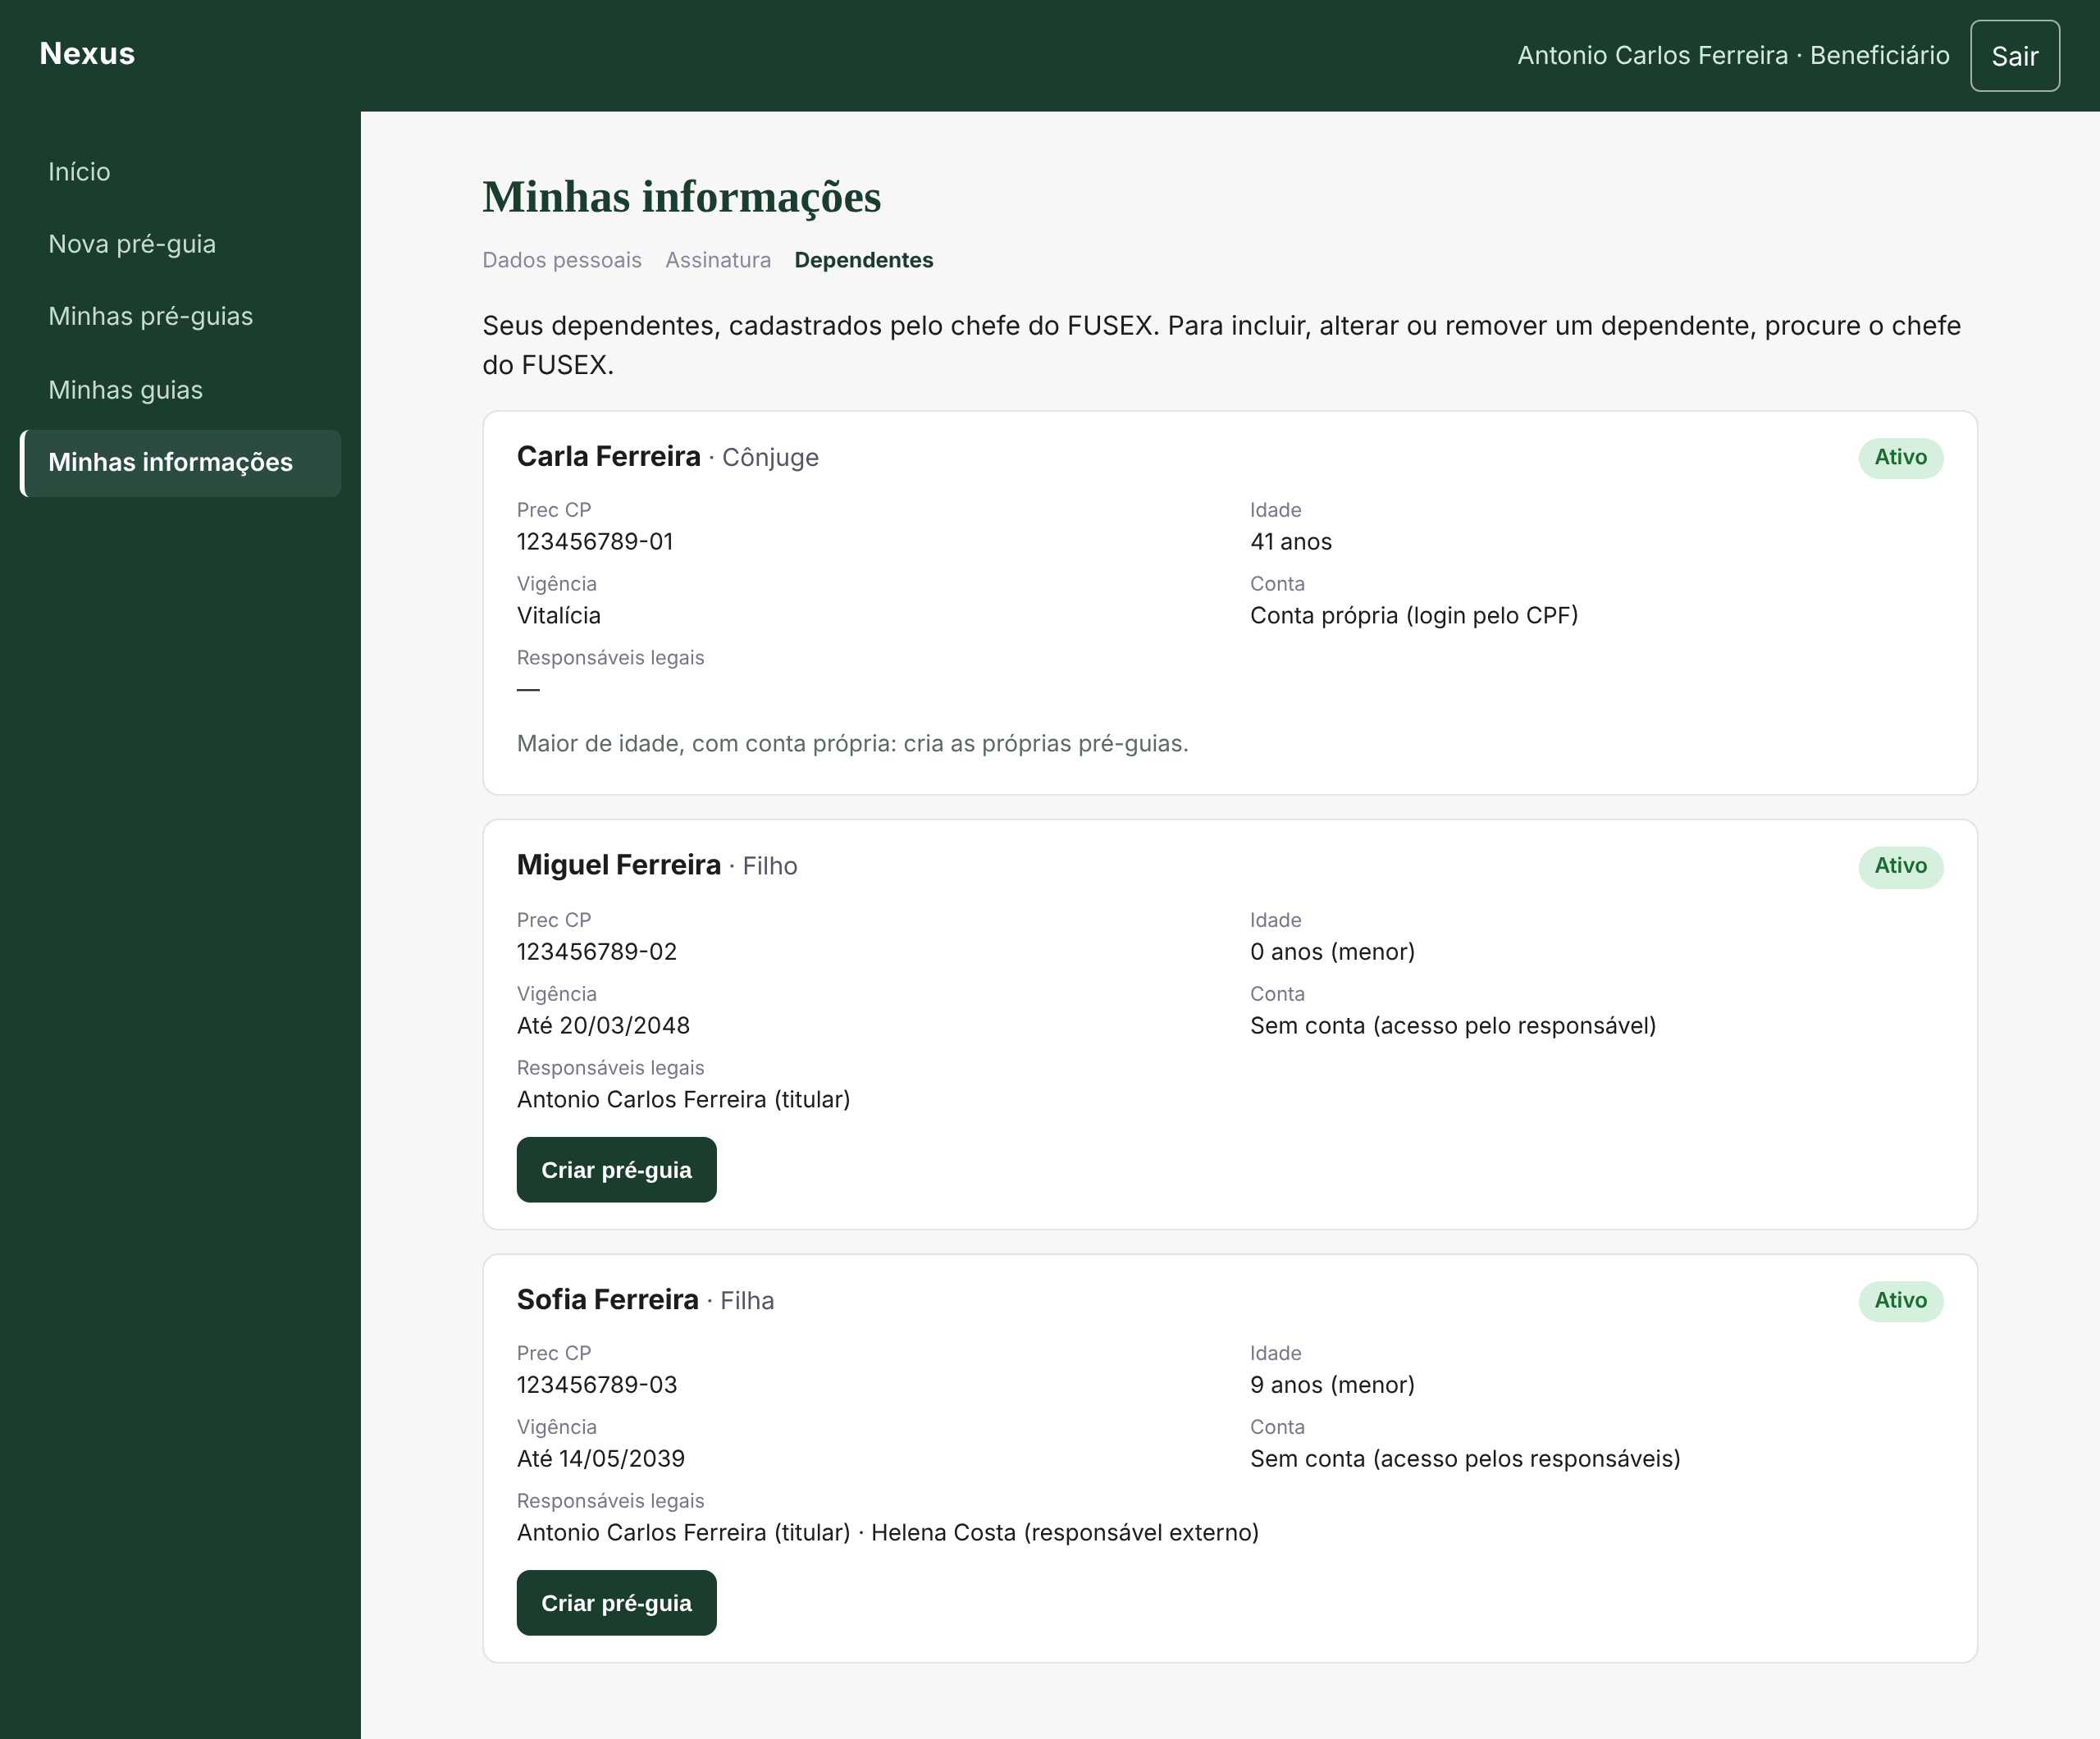 Nexus
Antonio Carlos Ferreira · Beneficiário
Sair
Início
Nova pré-guia
Minhas pré-guias
Minhas guias
Minhas informações
Minhas informações
Dados pessoais Assinatura Dependentes
Seus dependentes, cadastrados pelo chefe do FUSEX. Para incluir, alterar ou remover um dependente, procure o chefe
do FUSEX.
Carla Ferreira · Cônjuge
Ativo
Prec CP
123456789-01
Idade
41 anos
Vigência
Vitalícia
Conta
Conta própria (login pelo CPF)
Responsáveis legais
—
Maior de idade, com conta própria: cria as próprias pré-guias.
Miguel Ferreira · Filho
Ativo
Prec CP
123456789-02
Idade
0 anos (menor)
Vigência
Até 20/03/2048
Conta
Sem conta (acesso pelo responsável)
Responsáveis legais
Antonio Carlos Ferreira (titular)
Criar pré-guia
Sofia Ferreira · Filha
Ativo
Prec CP
123456789-03
Idade
9 anos (menor)
Vigência
Até 14/05/2039
Conta
Sem conta (acesso pelos responsáveis)
Responsáveis legais
Antonio Carlos Ferreira (titular) · Helena Costa (responsável externo)
Criar pré-guia